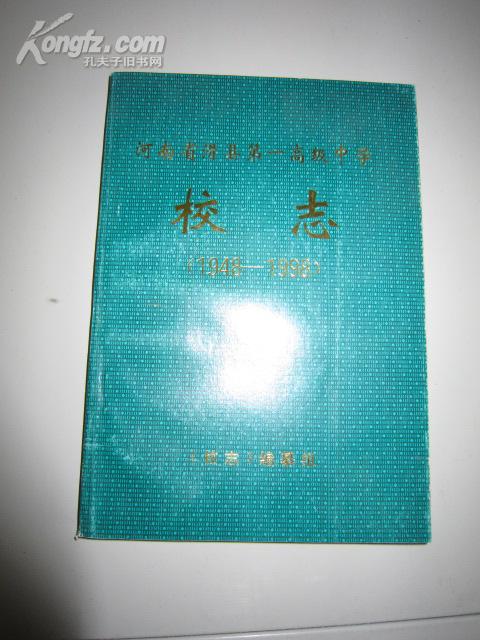 Kongfz.com
孔夫子旧书网
河南省滑县第一高级中学
校 志
(1948—1998)
《校志》编纂组